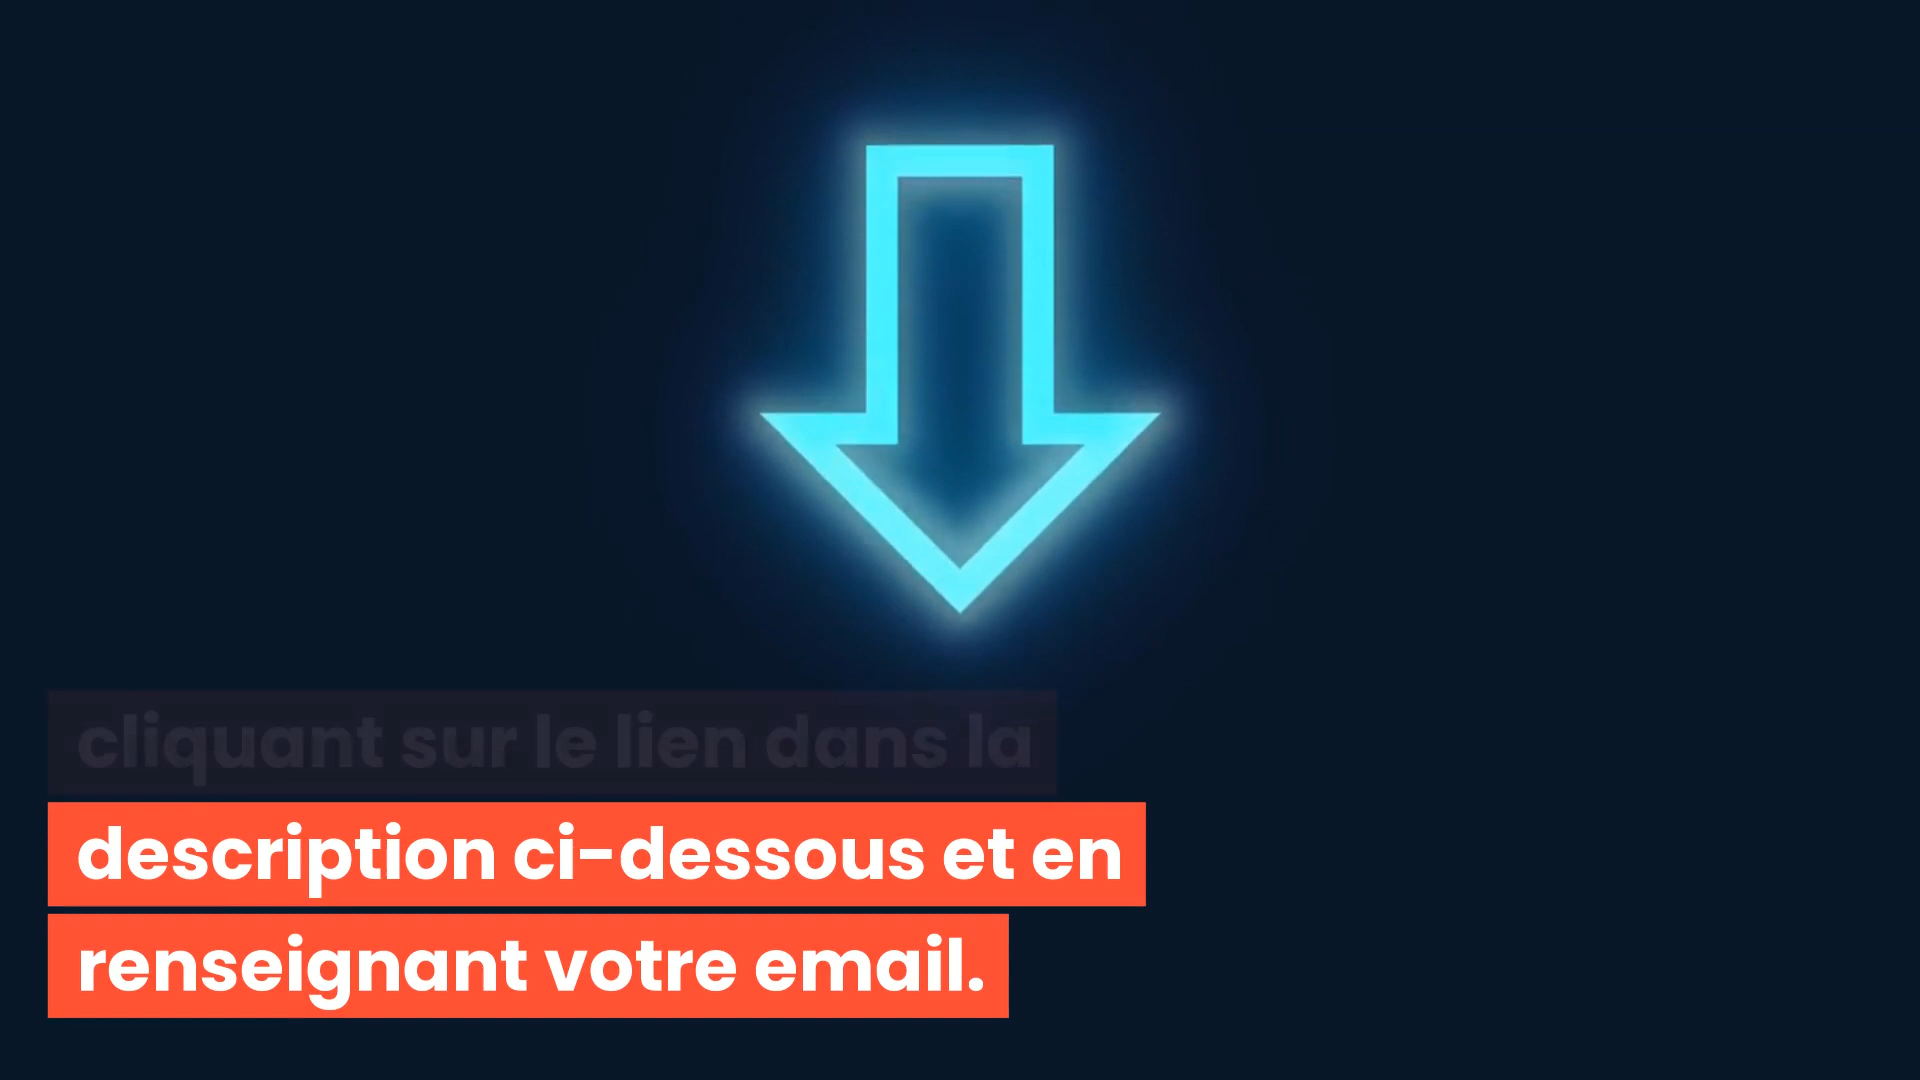 cliquant sur le lien dans la
description ci-dessous et en
renseignant votre email.